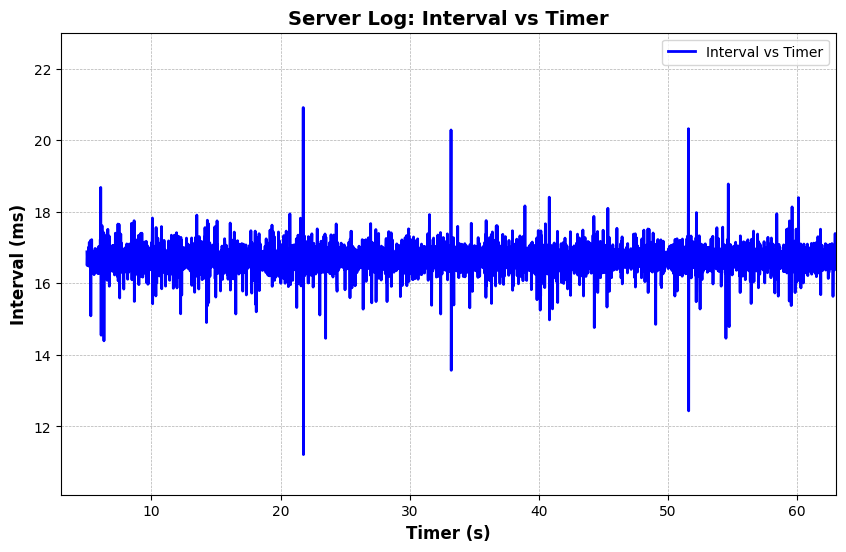 Server Log: Interval vs Timer
Interval vs Timer
Interval (ms)
22
20
18
16
14
12
10 20 30 40 50 60
Timer (s)